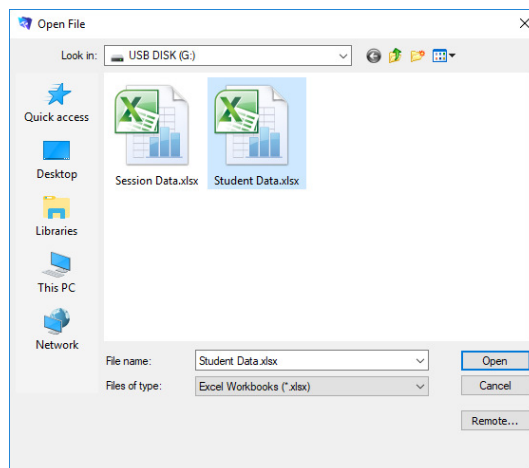 Open File
Look in: USB DISK (G:)
Quick access
Desktop
Libraries
This PC
Network
Session Data.xlsx Student Data.xlsx
File name: Student Data.xlsx Open
Files of type: Excel Workbooks (*.xlsx) Cancel
Remote...